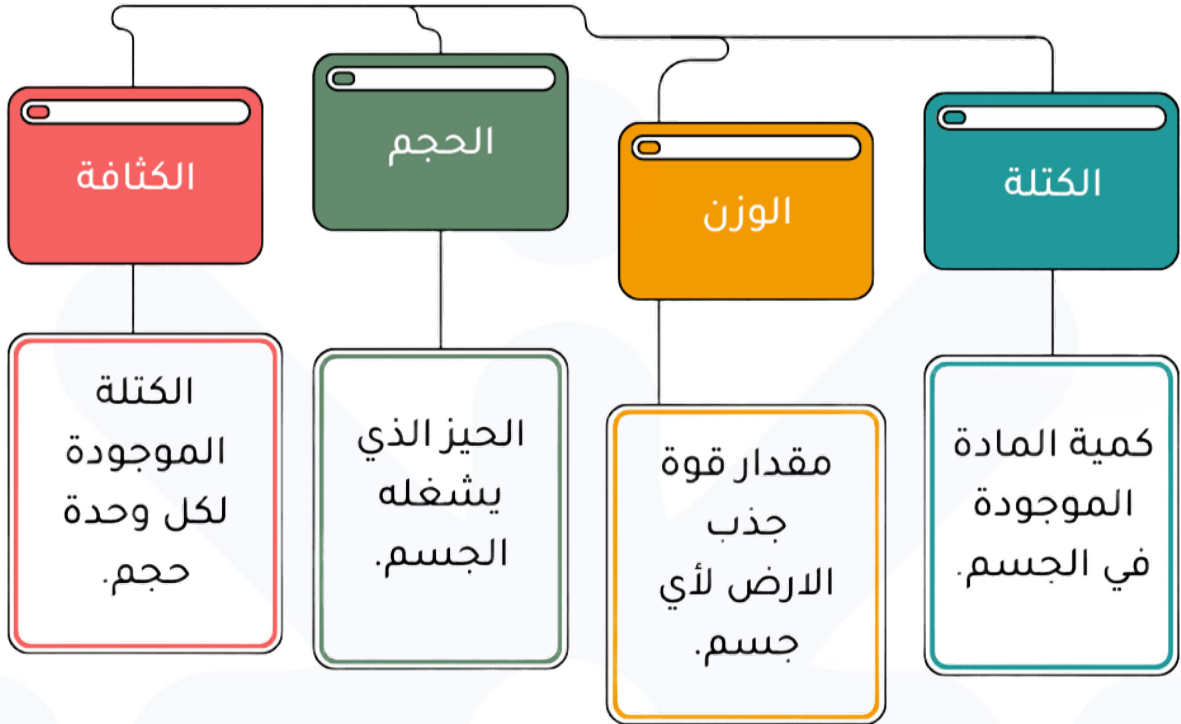 الكتلة
كمية المادة
الموجودة
في الجسم.
الوزن
مقدار قوة
جذب
الارض لأي
جسم.
الحجم
الحيز الذي
يشغله
الجسم.
الكثافة
الكتلة
الموجودة
لكل وحدة
حجم.